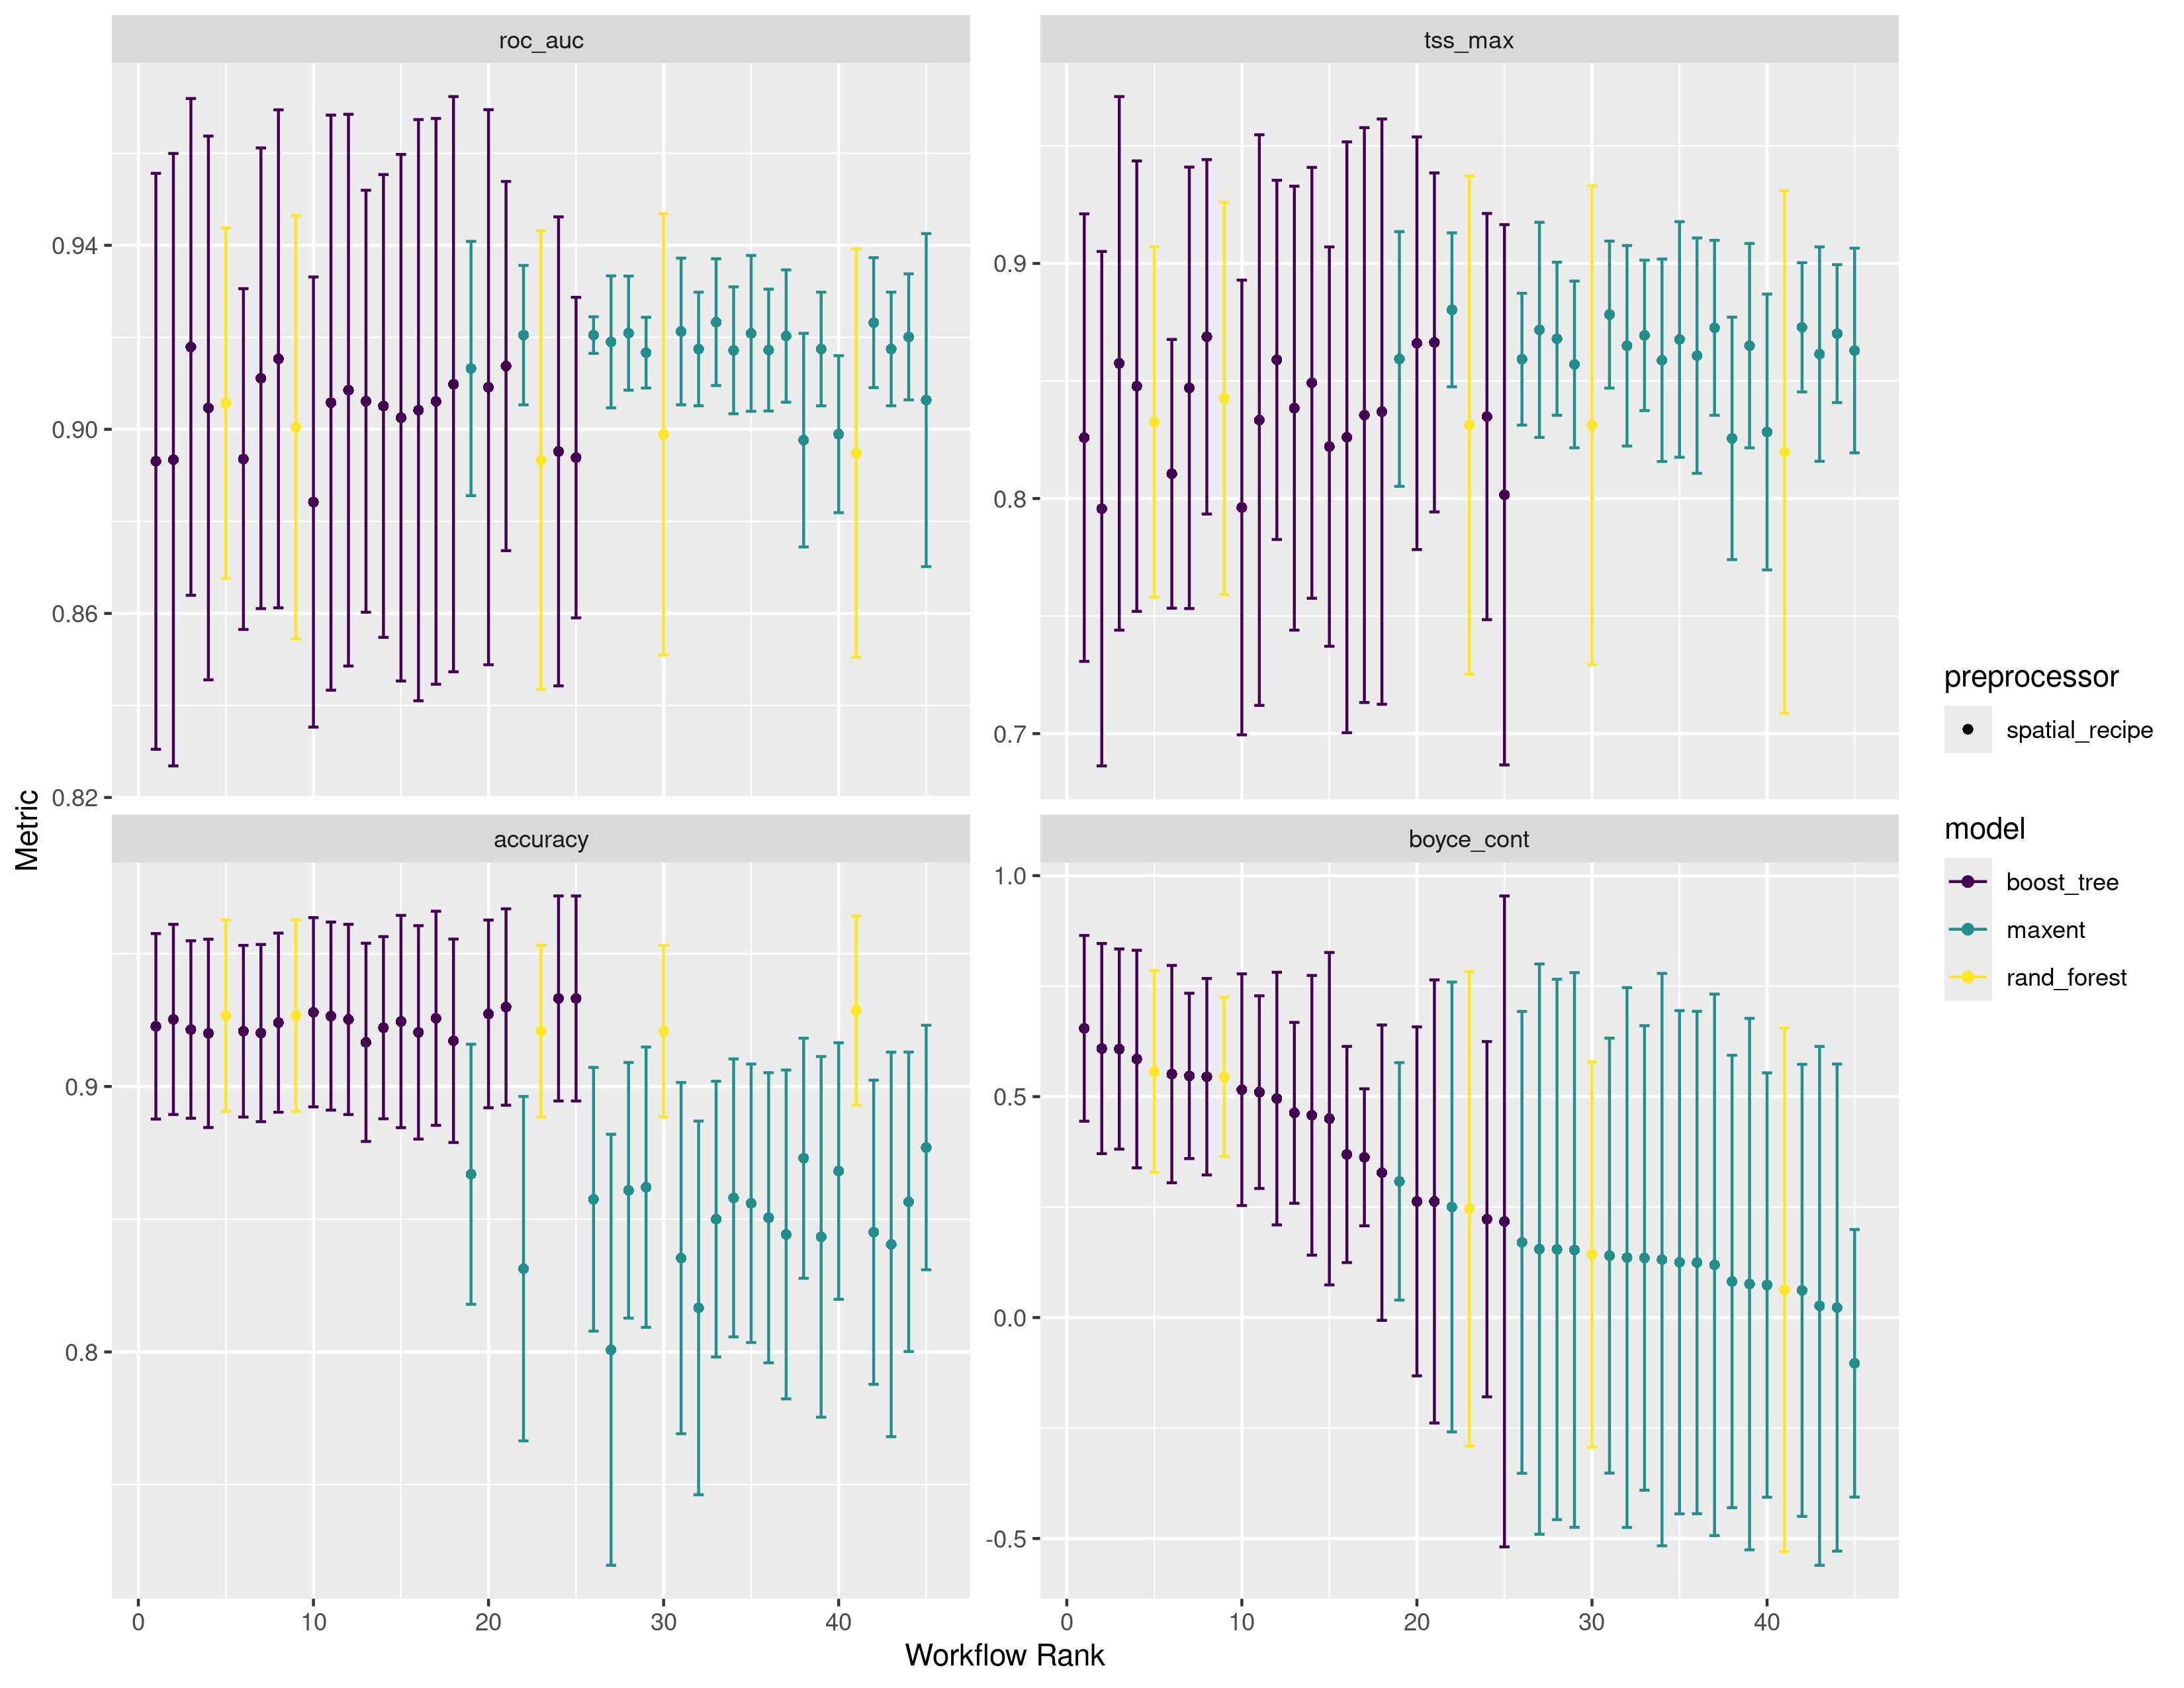 roc_auc
tss_max
0.94
0.90
0.86
0.82
0.9
0.8
0.7
Metric
accuracy
boyce_cont
0.9
0.8
1.0
0.5
0.0
-0.5
0 10 20 30 40
0 10 20 30 40
Workflow Rank
preprocessor
spatial_recipe
model
boost_tree
maxent
rand_forest